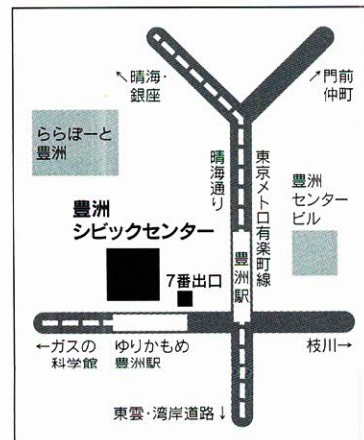 ↖晴海・
銀座
↗門前
仲町
ららぽーと
豊洲
晴海通り
東京メトロ有楽町線
豊洲
センター
ビル
豊洲
シビックセンター
豊洲駅
7番出口
←ガスの
科学館
ゆりかもめ
豊洲駅
枝川→
東雲・湾岸道路↓